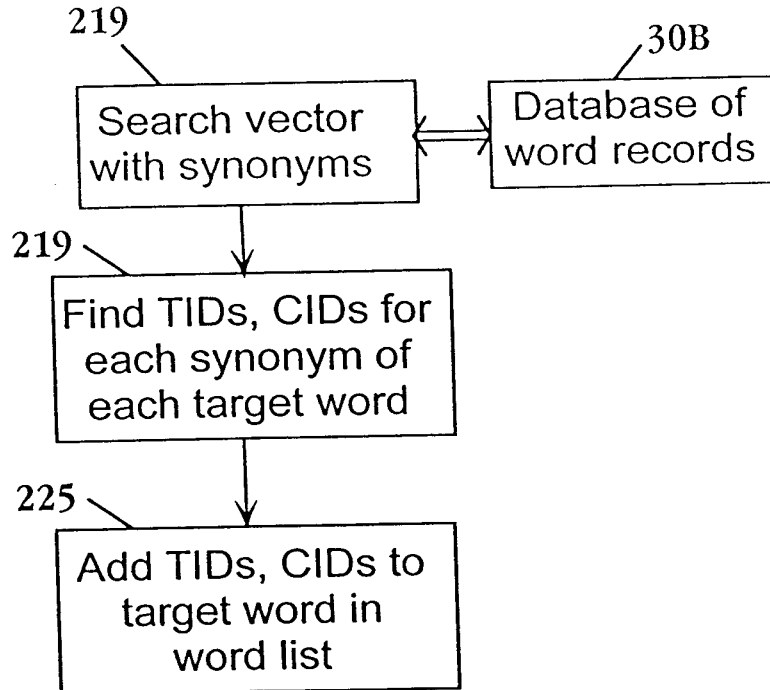 219
30B
Search vector
with synonyms
Database of
word records
219
Find TIDs, CIDs for
each synonym of
each target word
225
Add TIDs, CIDs to
target word in
word list